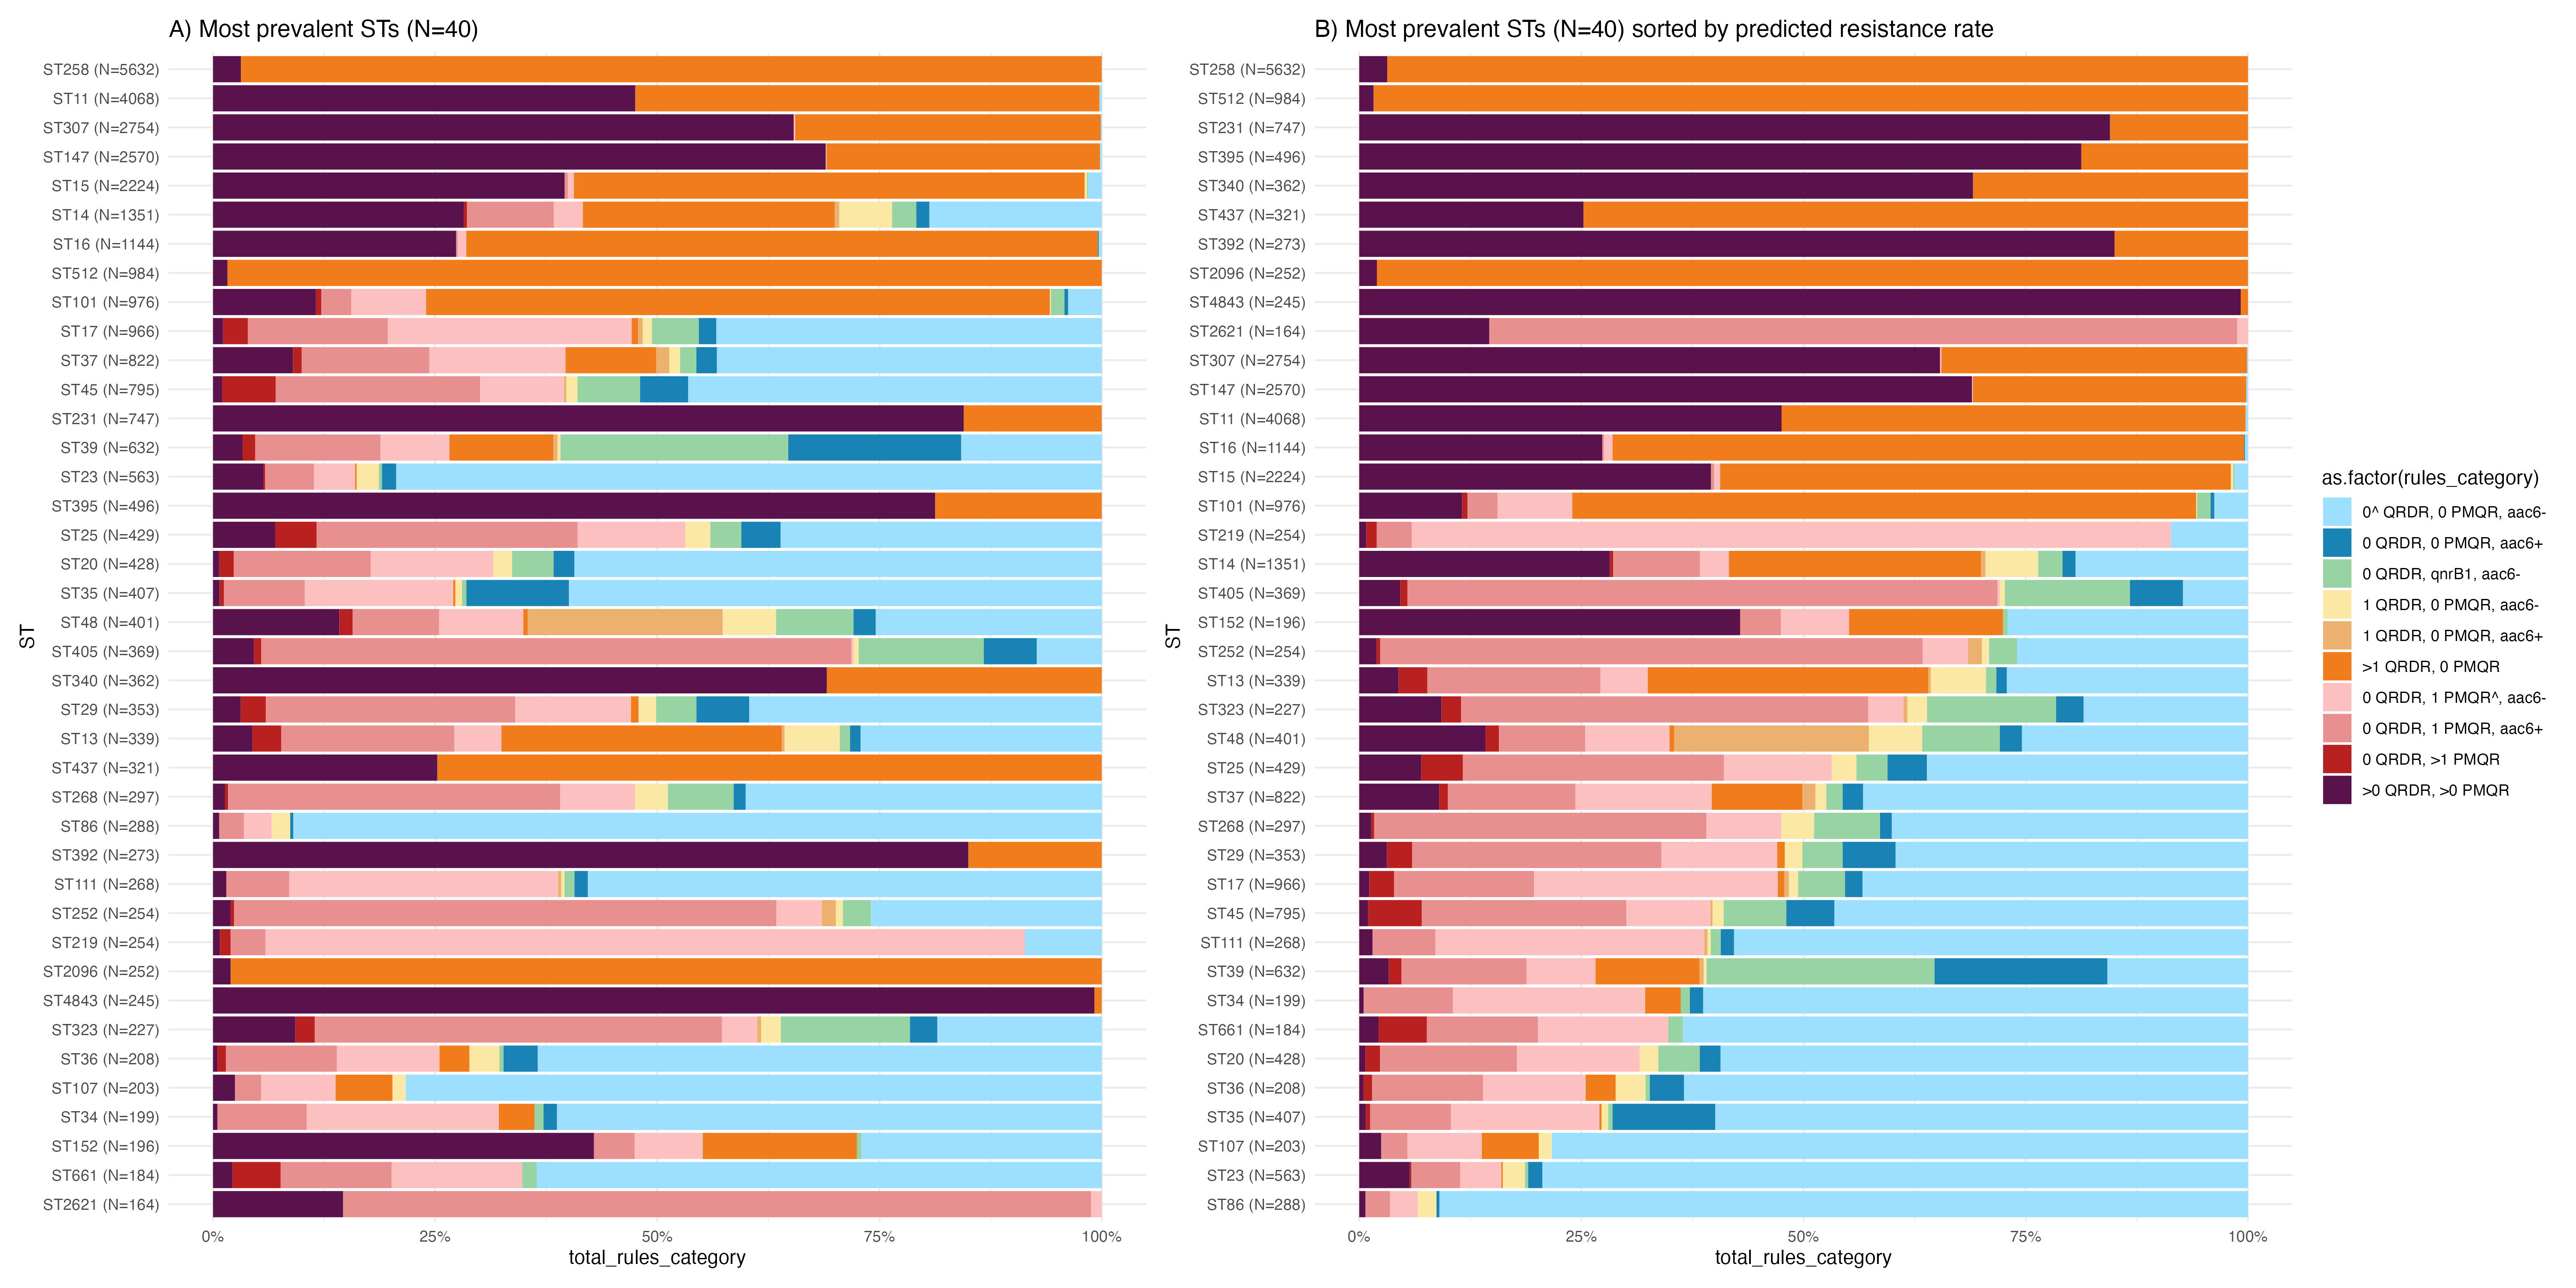 A) Most prevalent STs (N=40)
ST258 (N=5632)
ST11 (N=4068)
ST307 (N=2754)
ST147 (N=2570)
ST15 (N=2224)
ST14 (N=1351)
ST16 (N=1144)
ST512 (N=984)
ST101 (N=976)
ST17 (N=966)
ST37 (N=822)
ST45 (N=795)
ST231 (N=747)
ST39 (N=632)
ST23 (N=563)
ST395 (N=496)
ST25 (N=429)
ST20 (N=428)
ST35 (N=407)
ST48 (N=401)
ST405 (N=369)
ST340 (N=362)
ST29 (N=353)
ST13 (N=339)
ST437 (N=321)
ST268 (N=297)
ST86 (N=288)
ST392 (N=273)
ST111 (N=268)
ST252 (N=254)
ST219 (N=254)
ST2096 (N=252)
ST4843 (N=245)
ST323 (N=227)
ST36 (N=208)
ST107 (N=203)
ST34 (N=199)
ST152 (N=196)
ST661 (N=184)
ST2621 (N=164)
ST
0% 25% 50% 75% 100%
total_rules_category
B) Most prevalent STs (N=40) sorted by predicted resistance rate
ST258 (N=5632)
ST512 (N=984)
ST231 (N=747)
ST395 (N=496)
ST340 (N=362)
ST437 (N=321)
ST392 (N=273)
ST2096 (N=252)
ST4843 (N=245)
ST2621 (N=164)
ST307 (N=2754)
ST147 (N=2570)
ST11 (N=4068)
ST16 (N=1144)
ST15 (N=2224)
ST101 (N=976)
ST219 (N=254)
ST14 (N=1351)
ST405 (N=369)
ST152 (N=196)
ST252 (N=254)
ST13 (N=339)
ST323 (N=227)
ST48 (N=401)
ST25 (N=429)
ST37 (N=822)
ST268 (N=297)
ST29 (N=353)
ST17 (N=966)
ST45 (N=795)
ST111 (N=268)
ST39 (N=632)
ST34 (N=199)
ST661 (N=184)
ST20 (N=428)
ST36 (N=208)
ST35 (N=407)
ST107 (N=203)
ST23 (N=563)
ST86 (N=288)
ST
0% 25% 50% 75% 100%
total_rules_category
as.factor(rules_category)
0^ QRDR, 0 PMQR, aac6-
0 QRDR, 0 PMQR, aac6+
0 QRDR, qnrB1, aac6-
1 QRDR, 0 PMQR, aac6-
1 QRDR, 0 PMQR, aac6+
>1 QRDR, 0 PMQR
0 QRDR, 1 PMQR^, aac6-
0 QRDR, 1 PMQR, aac6+
0 QRDR, >1 PMQR
>0 QRDR, >0 PMQR